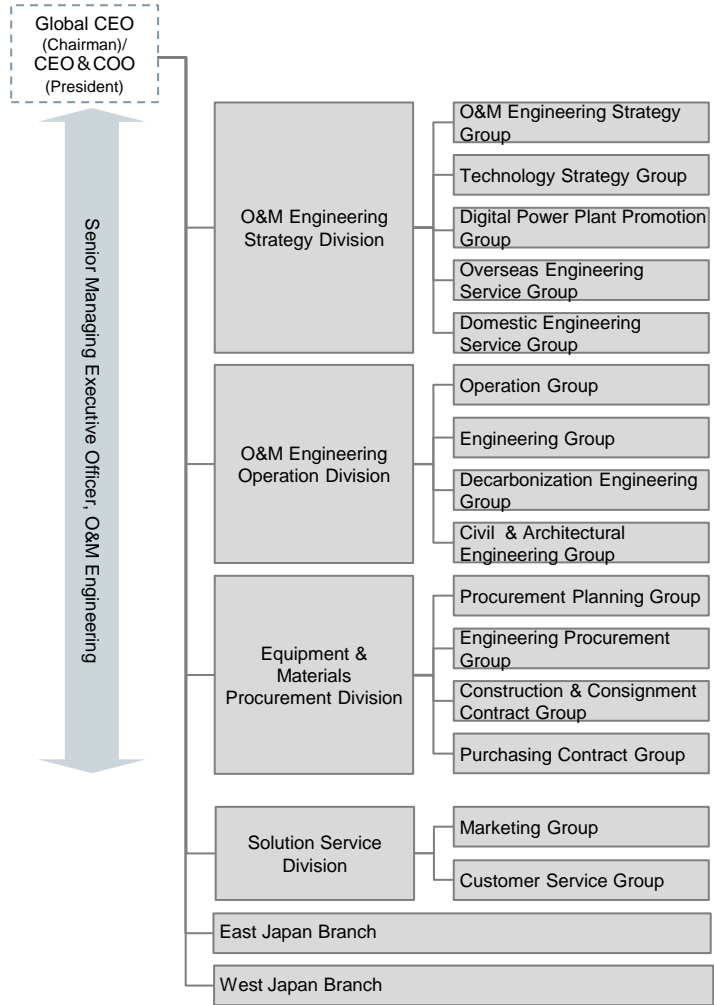 Global CEO
(Chairman)/
CEO & COO
(President)
Senior Managing Executive Officer, O&M Engineering
O&M Engineering
Strategy Division
O&M Engineering Strategy
Group
Technology Strategy Group
Digital Power Plant Promotion
Group
Overseas Engineering
Service Group
Domestic Engineering
Service Group
O&M Engineering
Operation Division
Operation Group
Engineering Group
Decarbonization Engineering
Group
Civil & Architectural
Engineering Group
Equipment &
Materials
Procurement Division
Procurement Planning Group
Engineering Procurement
Group
Construction & Consignment
Contract Group
Purchasing Contract Group
Solution Service
Division
Marketing Group
Customer Service Group
East Japan Branch
West Japan Branch